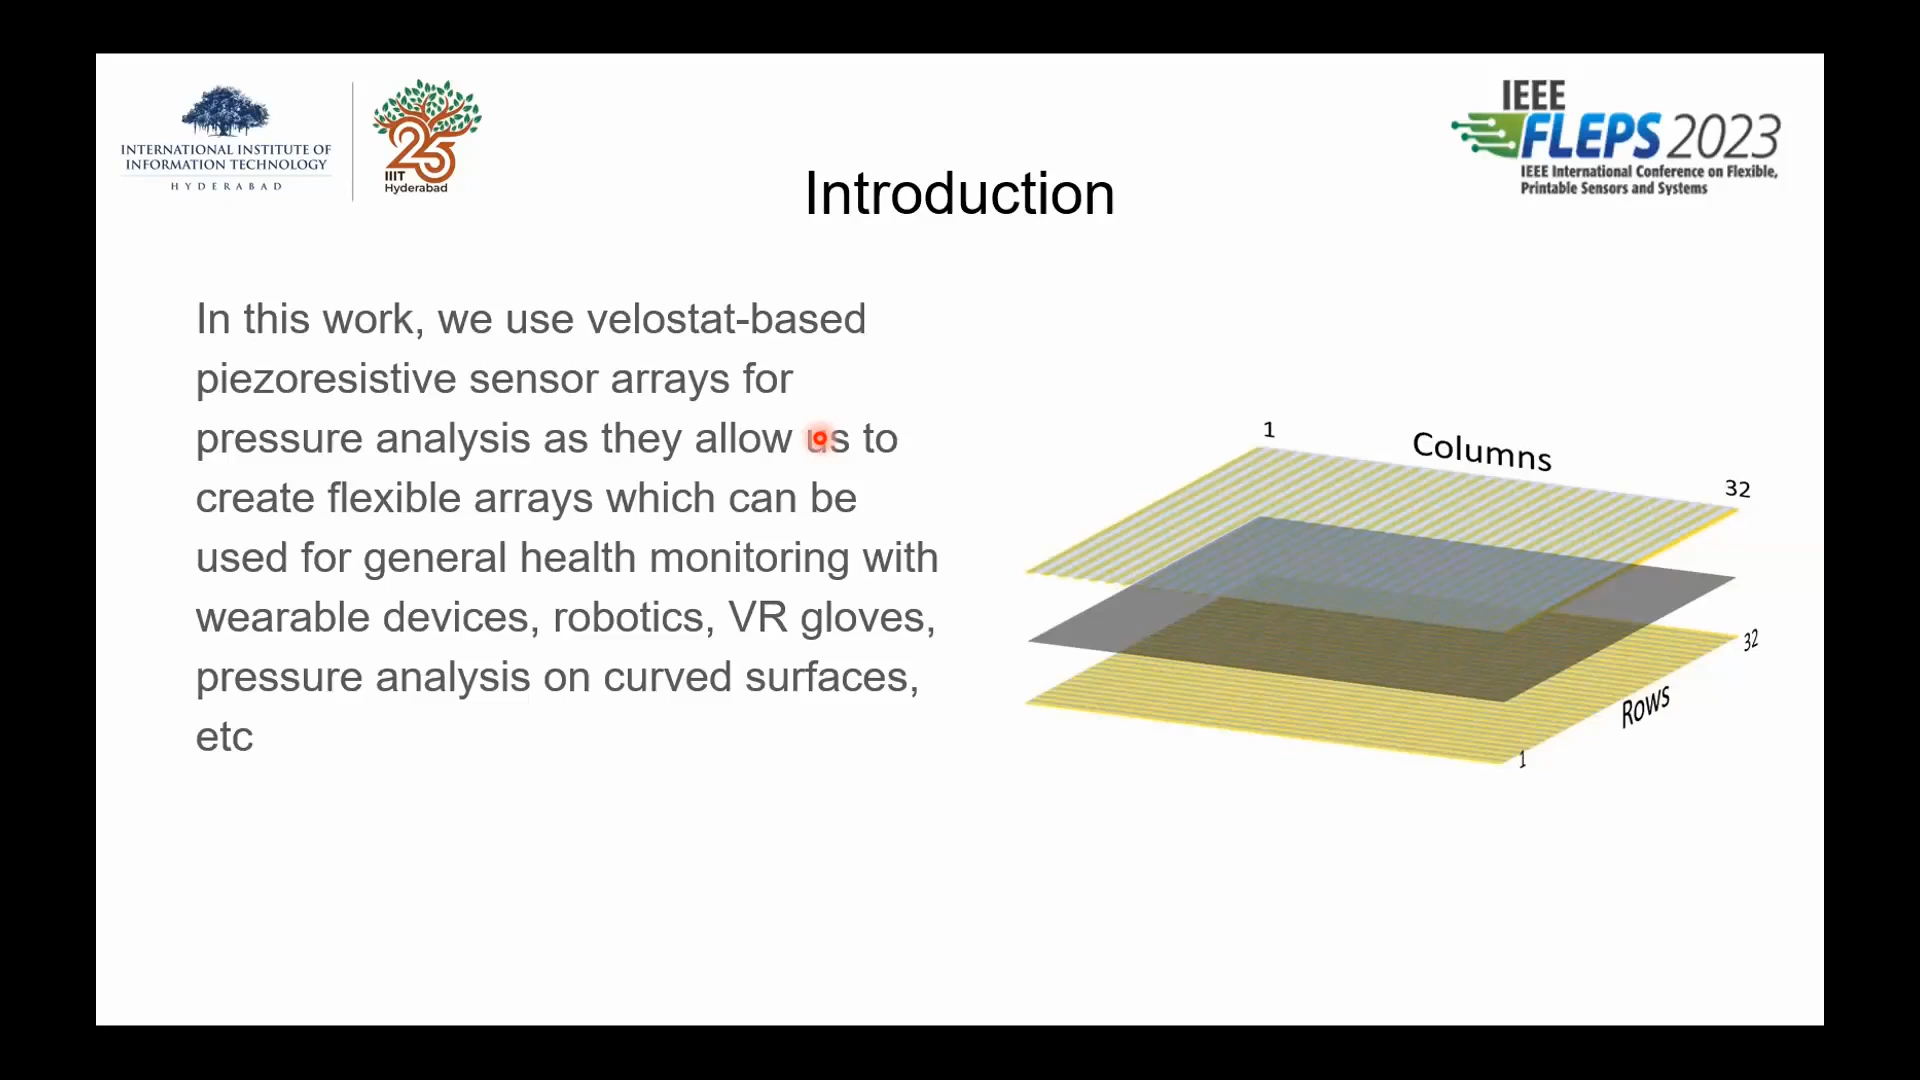 INTERNATIONAL INSTITUTE OF
INFORMATION TECHNOLOGY
HYDERABAD
25
IIIT
Hyderabad
IEEE
FLEPS 2023
IEEE International Conference on Flexible,
Printable Sensors and Systems
Introduction
In this work, we use velostat-based
piezoresistive sensor arrays for
pressure analysis as they allow us to
create flexible arrays which can be
used for general health monitoring with
wearable devices, robotics, VR gloves,
pressure analysis on curved surfaces,
etc
1
Columns
32
32
Rows
1